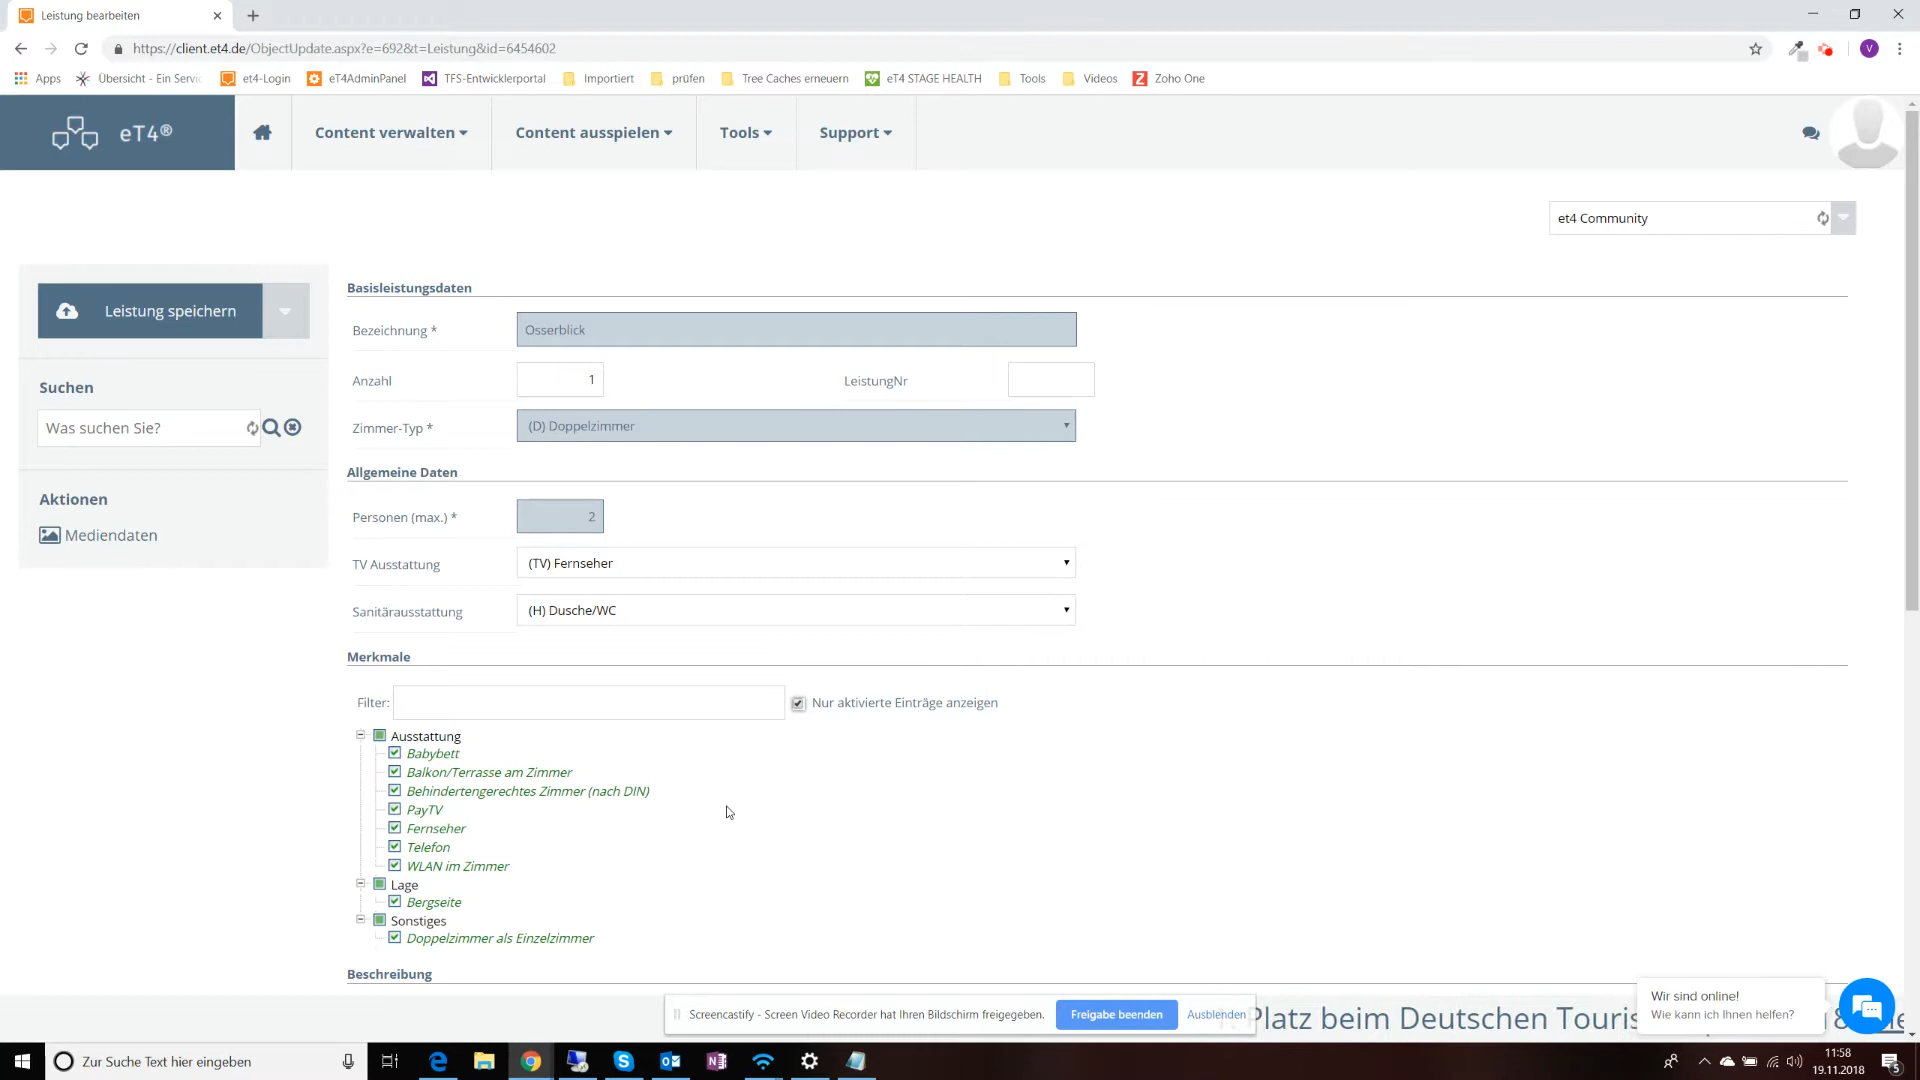 Leistung bearbeiten
https://client.et4.de/ObjectUpdate.aspx?e=692&t=Leistung&id=6454602
V
Apps Übersicht - Ein Servic et4-Login eT4AdminPanel TFS-Entwicklerportal Importiert prüfen Tree Caches erneuern eT4 STAGE HEALTH Tools Videos Zoho One
eT4® Content verwalten Content ausspielen Tools Support
et4 Community
Leistung speichern
Suchen
Was suchen Sie?
Aktionen
Mediendaten
Basisleistungsdaten
Bezeichnung * Osserblick
Anzahl 1 LeistungNr
Zimmer-Typ * (D) Doppelzimmer
Allgemeine Daten
Personen (max.) * 2
TV Ausstattung (TV) Fernseher
Sanitärausstattung (H) Dusche/WC
Merkmale
Filter: Nur aktivierte Einträge anzeigen
Ausstattung
Babybett
Balkon/Terrasse am Zimmer
Behindertengerechtes Zimmer (nach DIN)
PayTV
Fernseher
Telefon
WLAN im Zimmer
Lage
Bergseite
Sonstiges
Doppelzimmer als Einzelzimmer
Beschreibung
Wir sind online!
Wie kann ich Ihnen helfen?
Screencastify - Screen Video Recorder hat Ihren Bildschirm freigegeben. Freigabe beenden Ausblenden
Platz beim Deutschen Touris
Zur Suche Text hier eingeben
11:58
19.11.2018
5